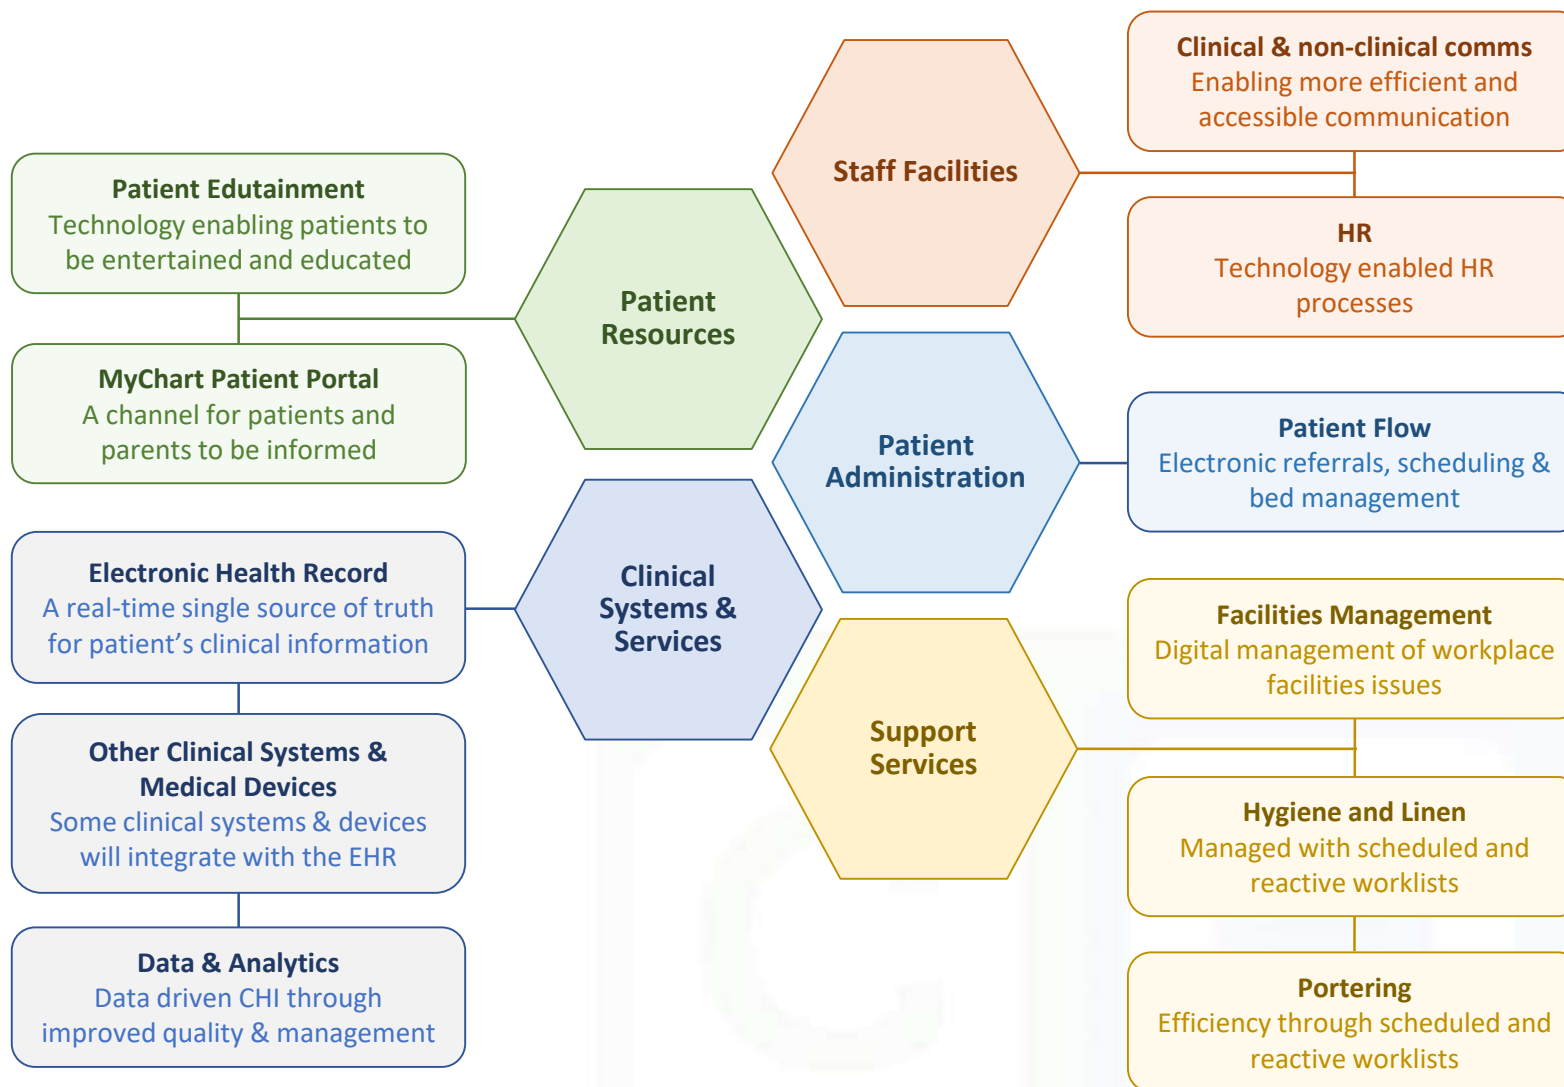 Clinical & non-clinical comms
Enabling more efficient and
accessible communication
Staff Facilities
HR
Technology enabled HR
processes
Patient Edutainment
Technology enabling patients to
be entertained and educated
Patient
Resources
MyChart Patient Portal
A channel for patients and
parents to be informed
Patient
Administration
Patient Flow
Electronic referrals, scheduling &
bed management
Electronic Health Record
A real-time single source of truth
for patient’s clinical information
Clinical
Systems &
Services
Other Clinical Systems &
Medical Devices
Some clinical systems & devices
will integrate with the EHR
Data & Analytics
Data driven CHI through
improved quality & management
Support
Services
Facilities Management
Digital management of workplace
facilities issues
Hygiene and Linen
Managed with scheduled and
reactive worklists
Portering
Efficiency through scheduled and
reactive worklists